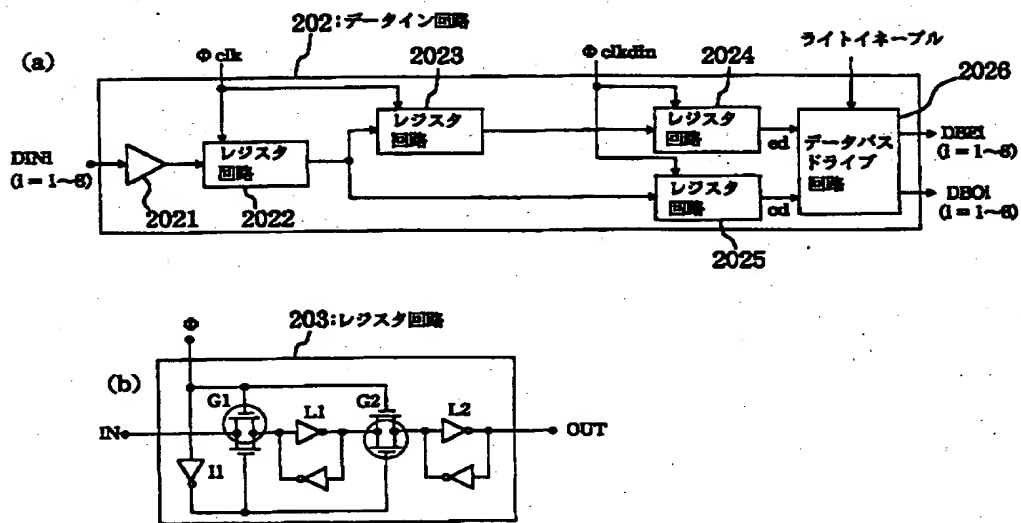 202:データイン回路
(a)
Φclk
2023
Φclkdin
2024
ライトイネーブル
2026
レジスタ
回路
レジスタ
回路
レジスタ
回路
ed
データバス
ドライブ
回路
DINi
(i = 1~8)
DBEi
(i = 1~8)
レジスタ
回路
od
DBOi
(i = 1~8)
2021
2022
2025
203:レジスタ回路
Φ
(b)
G1
L1
G2
L2
IN
OUT
I1